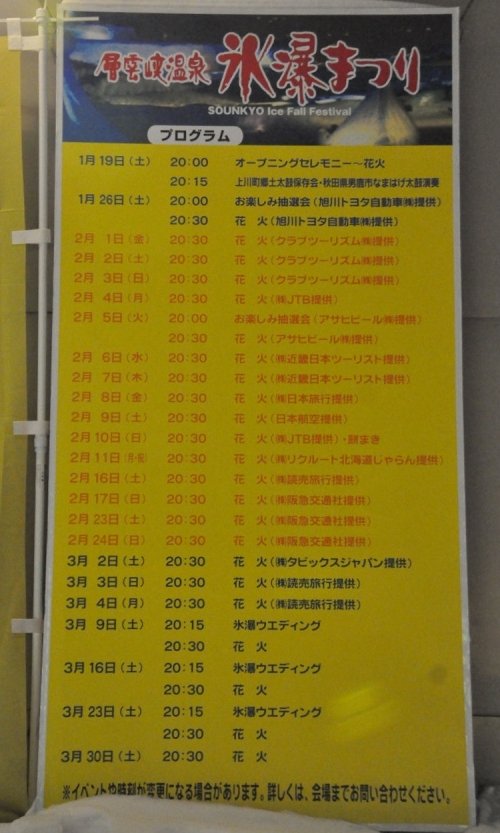 層雲峡温泉 氷瀑まつり
SOUNKYO Ice Fall Festival
プログラム
1月19日(土) 20:00 オープニングセレモニー〜花火
20:15 上川町郷土太鼓保存会・秋田県男鹿市なまはげ太鼓演奏
1月26日(土) 20:00 お楽しみ抽選会(旭川トヨタ自動車㈱提供)
20:30 花 火(旭川トヨタ自動車㈱提供)
2月 1日(金) 20:30 花 火(クラブツーリズム㈱提供)
2月 2日(土) 20:30 花 火(クラブツーリズム㈱提供)
2月 3日(日) 20:30 花 火(クラブツーリズム㈱提供)
2月 4日(月) 20:30 花 火(㈱JTB提供)
2月 5日(火) 20:00 お楽しみ抽選会(アサヒビール㈱提供)
20:30 花 火(アサヒビール㈱提供)
2月 6日(水) 20:30 花 火(㈱近畿日本ツーリスト提供)
2月 7日(木) 20:30 花 火(㈱近畿日本ツーリスト提供)
2月 8日(金) 20:30 花 火(㈱日本旅行提供)
2月 9日(土) 20:30 花 火(日本航空提供)
2月10日(日) 20:30 花 火(㈱JTB提供)・餅まき
2月11日(月・祝) 20:30 花 火(㈱リクルート北海道じゃらん提供)
2月16日(土) 20:30 花 火(㈱読売旅行提供)
2月17日(日) 20:30 花 火(㈱阪急交通社提供)
2月23日(土) 20:30 花 火(㈱阪急交通社提供)
2月24日(日) 20:30 花 火(㈱阪急交通社提供)
3月 2日(土) 20:30 花 火(㈱タビックスジャパン提供)
3月 3日(日) 20:30 花 火(㈱読売旅行提供)
3月 4日(月) 20:30 花 火(㈱読売旅行提供)
3月 9日(土) 20:15 氷瀑ウエディング
20:30 花 火
3月16日(土) 20:15 氷瀑ウエディング
20:30 花 火
3月23日(土) 20:15 氷瀑ウエディング
20:30 花 火
3月30日(土) 20:30 花 火
※イベントや時刻が変更になる場合があります。詳しくは、会場までお問い合わせください。